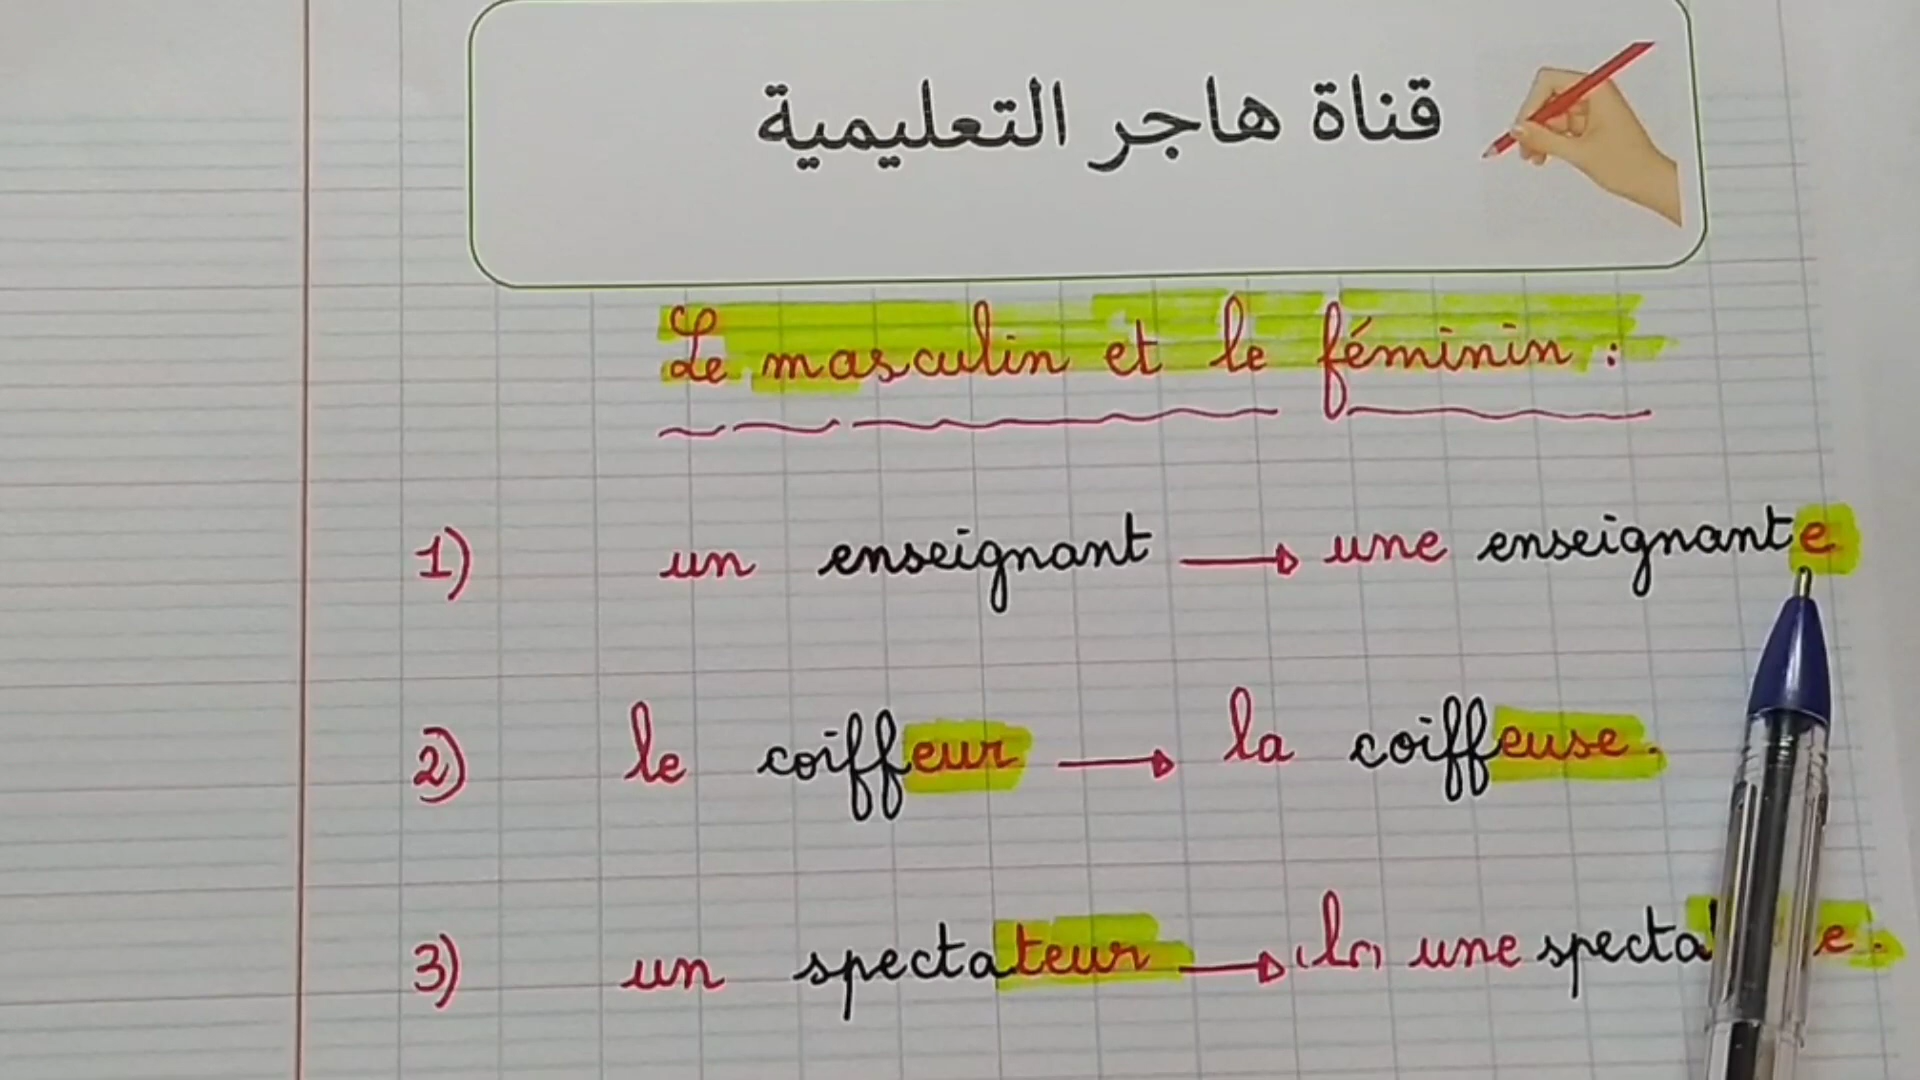 قناة هاجر التعليمية
Le masculin et le féminin :
1) un enseignant → une enseignante
2) le coiffeur → la coiffeuse.
3) un spectateur → (la) une